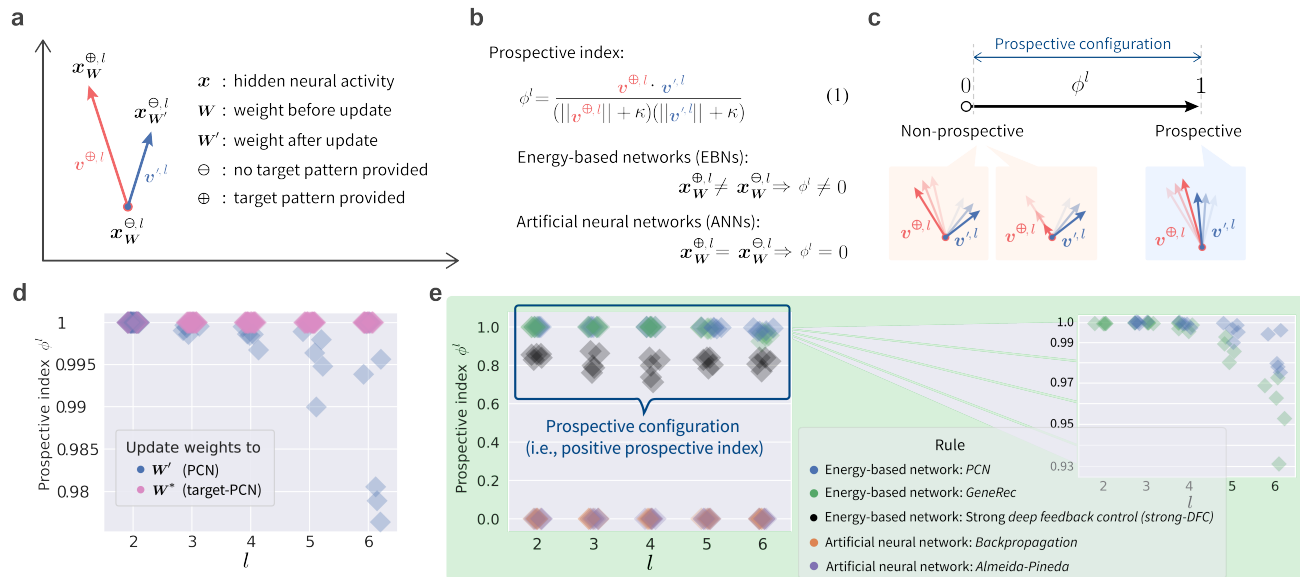 a
x_W^⊕,l
x_W'^⊖,l
v^⊕,l
v'^,l
x_W^⊖,l
x : hidden neural activity
W : weight before update
W' : weight after update
⊖ : no target pattern provided
⊕ : target pattern provided
b
Prospective index:
ϕ^l = v^⊕,l · v'^,l / (||v^⊕,l|| + κ)(||v'^,l|| + κ) (1)
Energy-based networks (EBNs):
x_W^⊕,l ≠ x_W^⊖,l ⇒ ϕ^l ≠ 0
Artificial neural networks (ANNs):
x_W^⊕,l = x_W^⊖,l ⇒ ϕ^l = 0
c
Prospective configuration
0 ϕ^l 1
Non-prospective Prospective
v^⊕,l v'^,l v^⊕,l v'^,l v^⊕,l v'^,l
d
Prospective index ϕ^l
1
0.995
0.99
0.985
0.98
Update weights to
W' (PCN)
W* (target-PCN)
2 3 4 5 6
l
e
Prospective index ϕ^l
1.0
0.8
0.6
0.4
0.2
0.0
Prospective configuration
(i.e., positive prospective index)
2 3 4 5 6
l
1.0
0.99
0.97
0.95
0.93
2 3 4 5 6
l
Rule
Energy-based network: PCN
Energy-based network: GeneRec
Energy-based network: Strong deep feedback control (strong-DFC)
Artificial neural network: Backpropagation
Artificial neural network: Almeida-Pineda